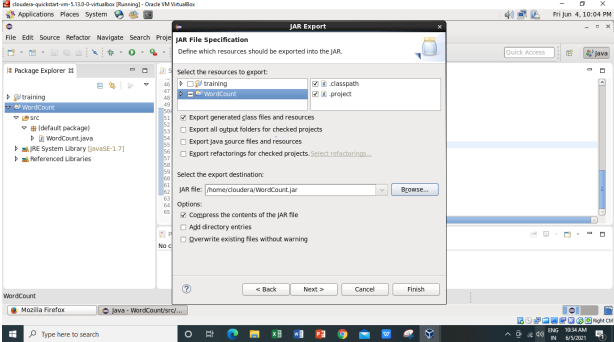 cloudera-quickstart-vm-5.13.0-0-virtualbox [Running] - Oracle VM VirtualBox
Applications Places System
Fri Jun 4, 10:04 PM
JAR Export
File Edit Source Refactor Navigate Search Proje
JAR File Specification
Define which resources should be exported into the JAR.
Quick Access
Java
Package Explorer
Select the resources to export:
training
WordCount
.classpath
.project
training
WordCount
src
(default package)
WordCount.java
JRE System Library [JavaSE-1.7]
Referenced Libraries
Export generated class files and resources
Export all output folders for checked projects
Export java source files and resources
Export refactorings for checked projects. Select refactorings...
Select the export destination:
JAR file: /home/cloudera/WordCount.jar
Browse...
Options:
Compress the contents of the JAR file
Add directory entries
Overwrite existing files without warning
No c
< Back
Next >
Cancel
Finish
WordCount
Mozilla Firefox
Java - WordCount/src/...
Right Ctrl
Type here to search
ENG
IN
10:34 AM
6/5/2021